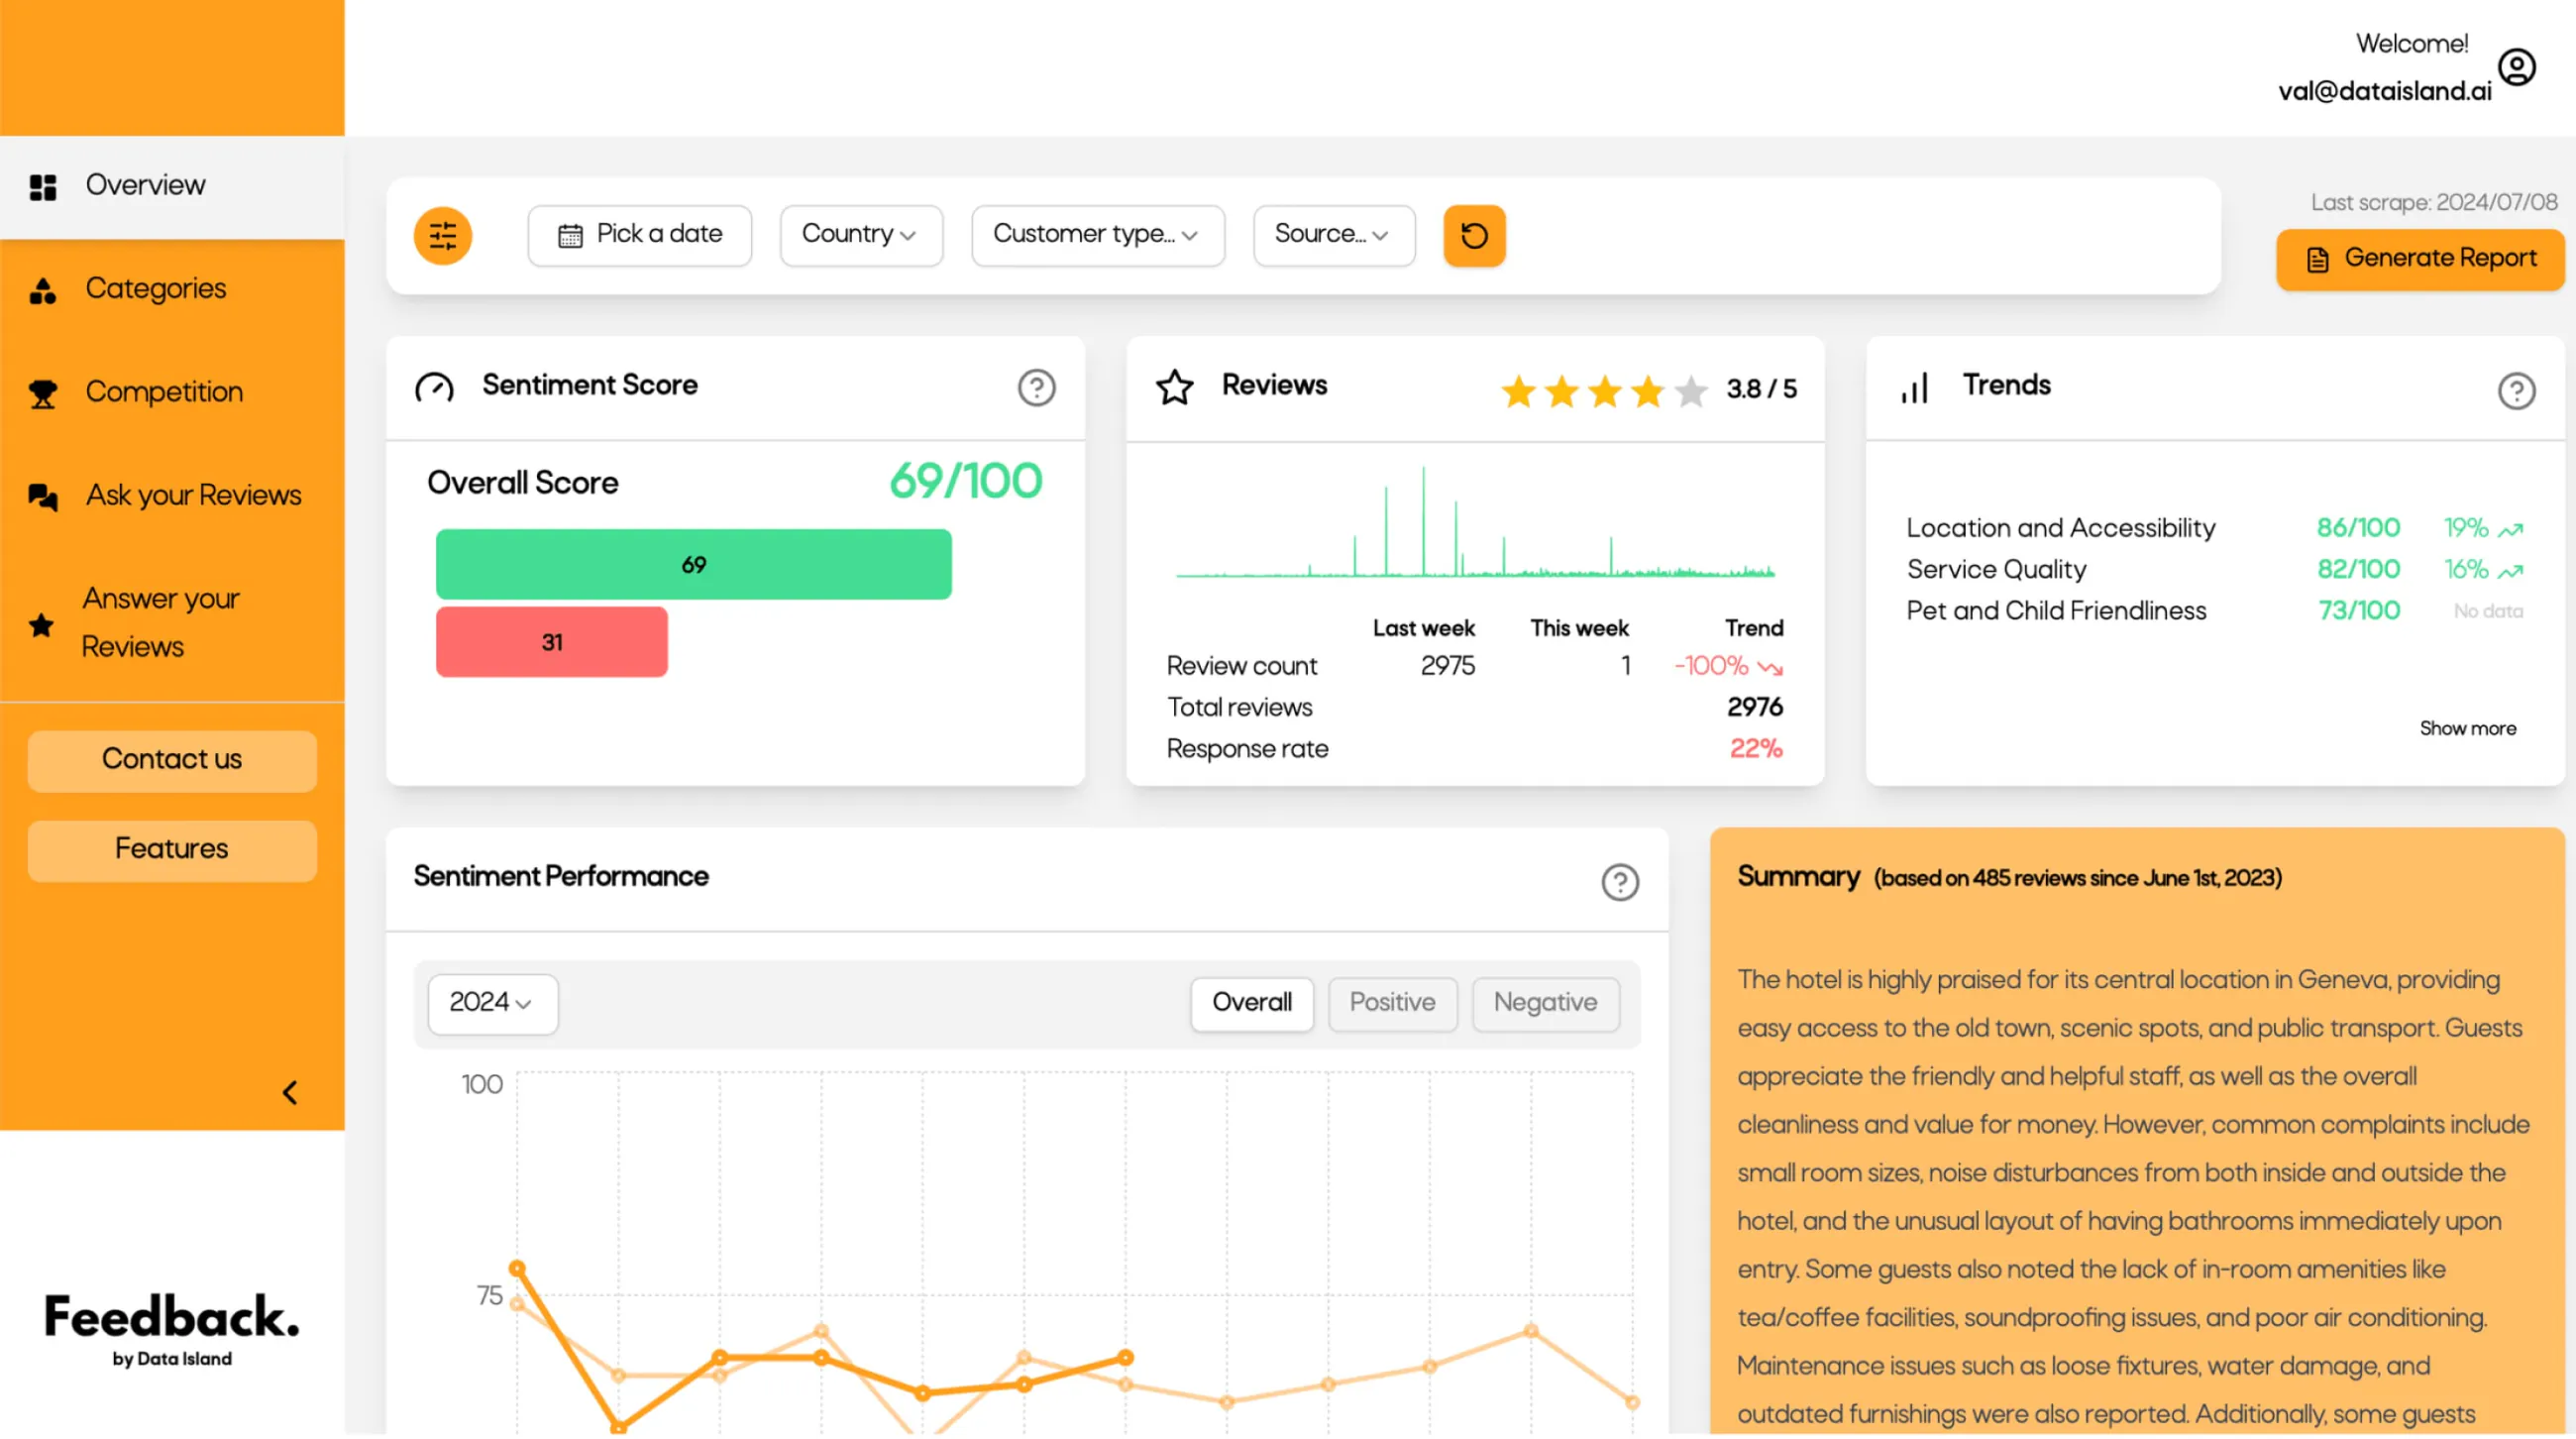 Welcome!
val@dataisland.ai
Overview
Categories
Competition
Ask your Reviews
Answer your
Reviews
Contact us
Features
Feedback.
by Data Island
Pick a date
Country
Customer type...
Source...
Last scrape: 2024/07/08
Generate Report
Sentiment Score
Overall Score 69/100
69
31
Reviews 3.8 / 5
Last week This week Trend
Review count 2975 1 -100%
Total reviews 2976
Response rate 22%
Trends
Location and Accessibility 86/100 19%
Service Quality 82/100 16%
Pet and Child Friendliness 73/100 No data
Show more
Sentiment Performance
2024
Overall Positive Negative
100
75
Summary (based on 485 reviews since June 1st, 2023)
The hotel is highly praised for its central location in Geneva, providing
easy access to the old town, scenic spots, and public transport. Guests
appreciate the friendly and helpful staff, as well as the overall
cleanliness and value for money. However, common complaints include
small room sizes, noise disturbances from both inside and outside the
hotel, and the unusual layout of having bathrooms immediately upon
entry. Some guests also noted the lack of in-room amenities like
tea/coffee facilities, soundproofing issues, and poor air conditioning.
Maintenance issues such as loose fixtures, water damage, and
outdated furnishings were also reported. Additionally, some guests